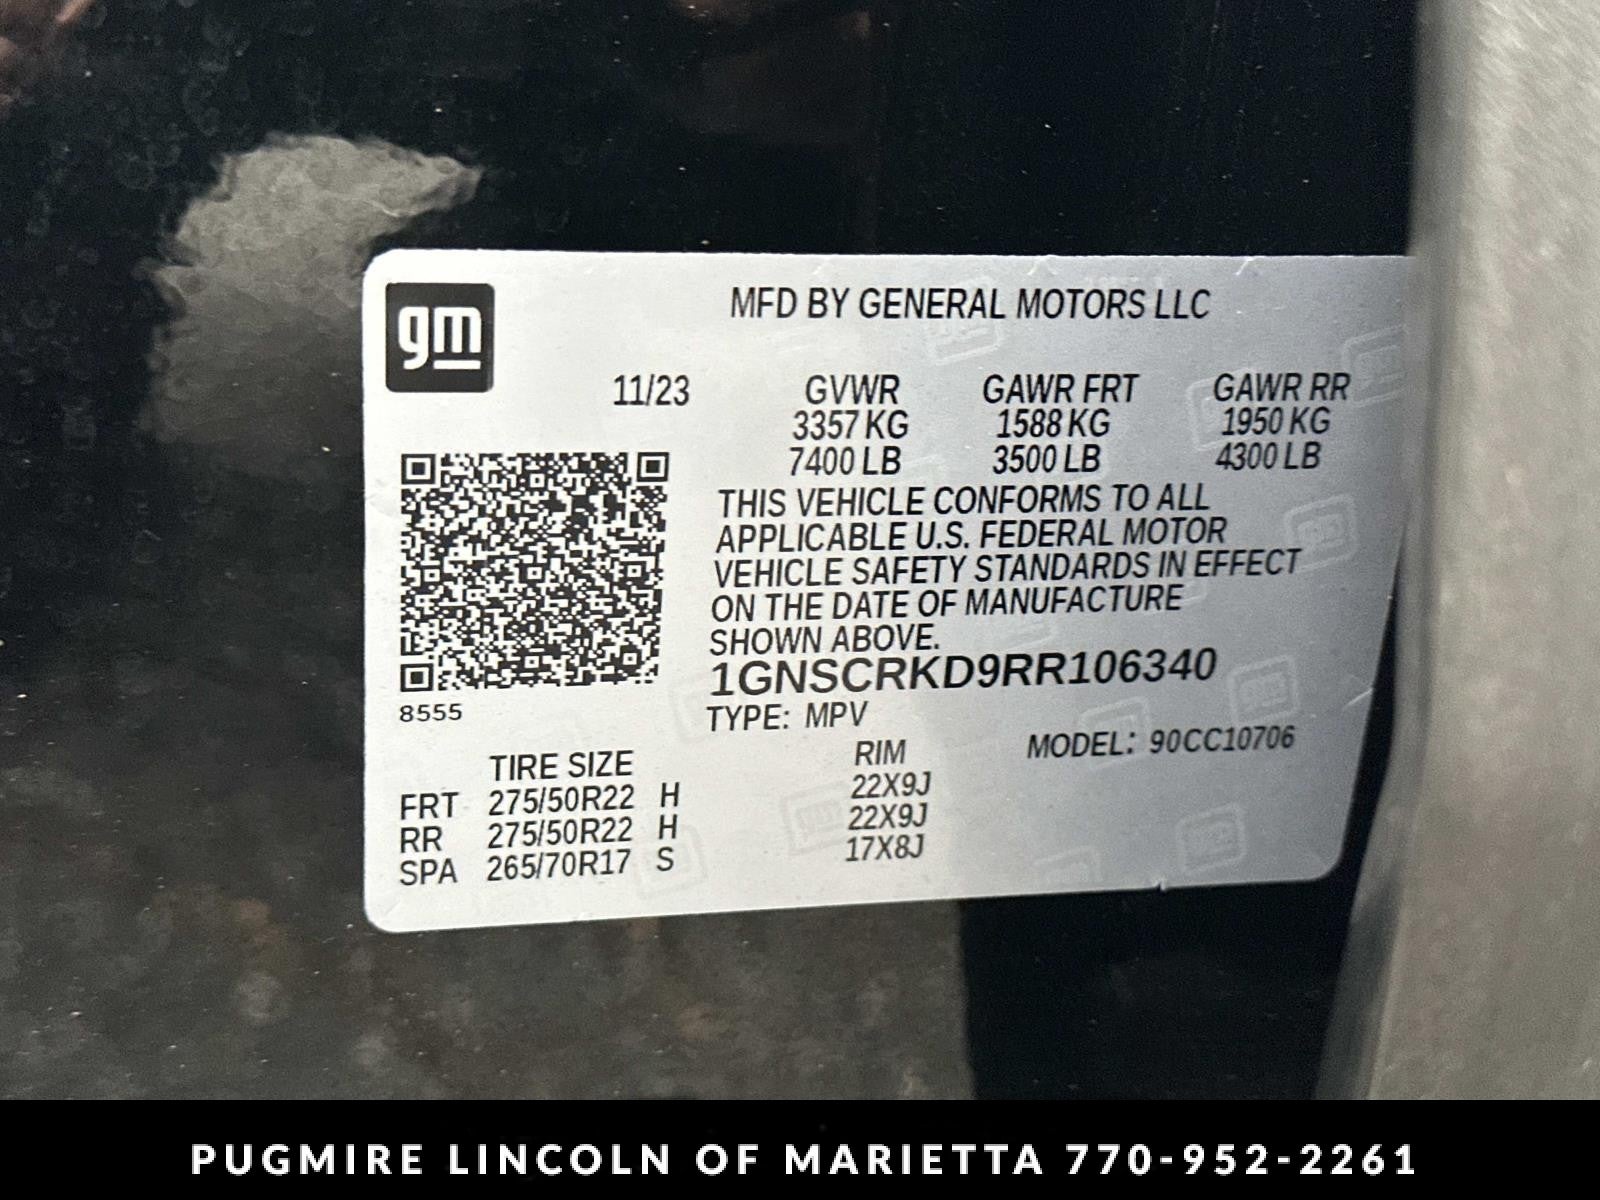 gm
MFD BY GENERAL MOTORS LLC
11/23 GVWR GAWR FRT GAWR RR
3357 KG 1588 KG 1950 KG
7400 LB 3500 LB 4300 LB
THIS VEHICLE CONFORMS TO ALL
APPLICABLE U.S. FEDERAL MOTOR
VEHICLE SAFETY STANDARDS IN EFFECT
ON THE DATE OF MANUFACTURE
SHOWN ABOVE.
1GNSCRKD9RR106340
8555
TYPE: MPV
TIRE SIZE RIM MODEL: 90CC10706
FRT 275/50R22 H 22X9J
RR 275/50R22 H 22X9J
SPA 265/70R17 S 17X8J
PUGMIRE LINCOLN OF MARIETTA 770-952-2261